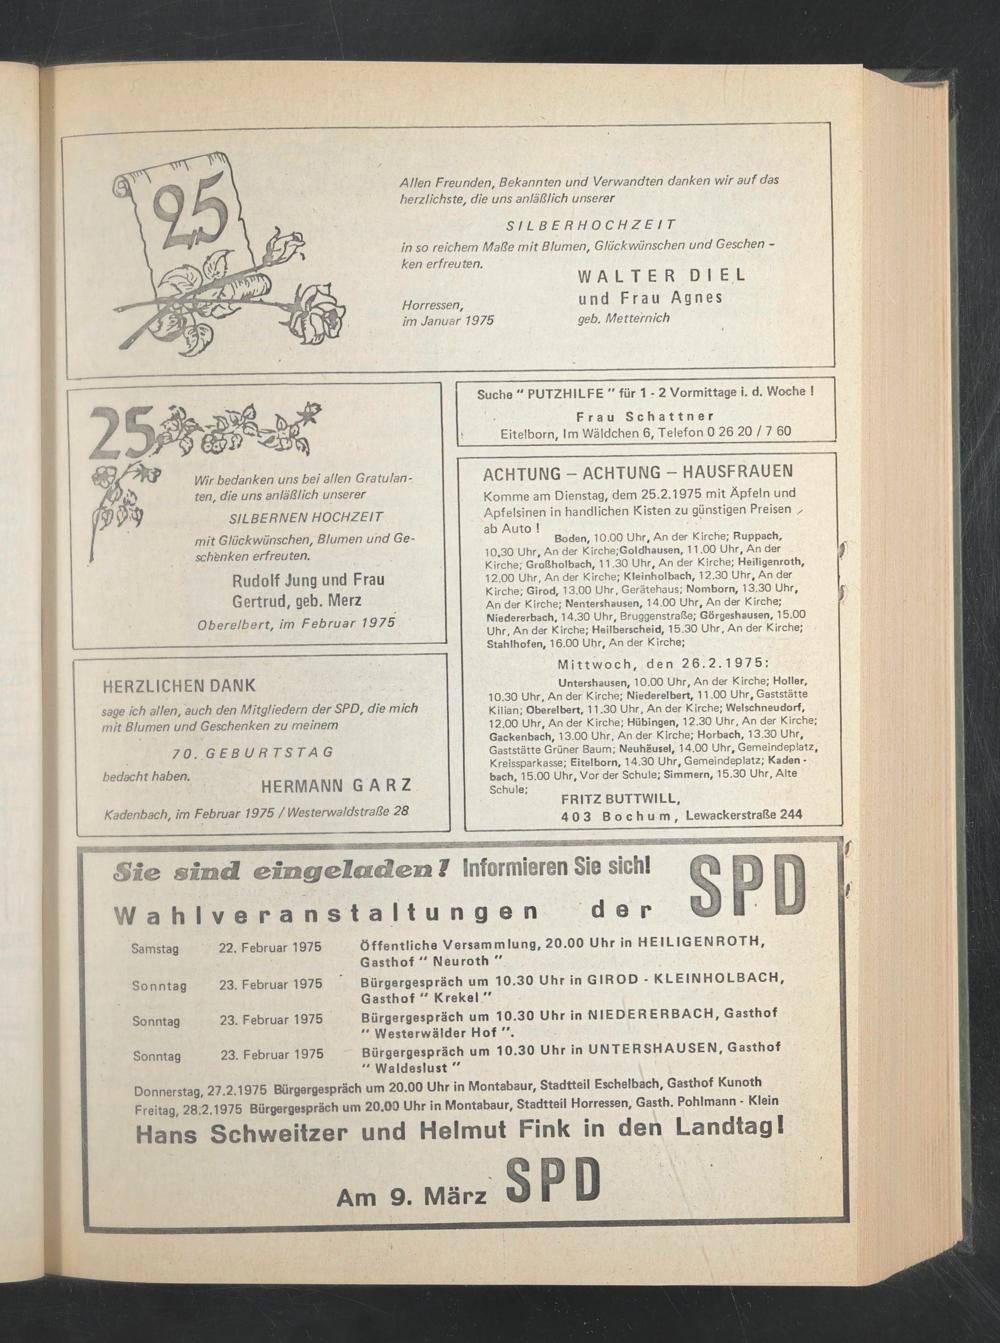 25
Allen Freunden, Bekannten und Verwandten danken wir auf das
herzlichste, die uns anläßlich unserer
SILBERHOCHZEIT
in so reichem Maße mit Blumen, Glückwünschen und Geschen -
ken erfreuten.
WALTER DIEL
und Frau Agnes
geb. Metternich
Horressen,
im Januar 1975
25
Wir bedanken uns bei allen Gratulan-
ten, die uns anläßlich unserer
SILBERNEN HOCHZEIT
mit Glückwünschen, Blumen und Ge-
schenken erfreuten.
Rudolf Jung und Frau
Gertrud, geb. Merz
Oberelbert, im Februar 1975
HERZLICHEN DANK
sage ich allen, auch den Mitgliedern der SPD, die mich
mit Blumen und Geschenken zu meinem
70. GEBURTSTAG
bedacht haben.
HERMANN GARZ
Kadenbach, im Februar 1975 / Westerwaldstraße 28
Suche " PUTZHILFE " für 1 - 2 Vormittage i. d. Woche !
Frau Schattner
Eitelborn, Im Wäldchen 6, Telefon 0 26 20 / 7 60
ACHTUNG – ACHTUNG – HAUSFRAUEN
Komme am Dienstag, dem 25.2.1975 mit Äpfeln und
Apfelsinen in handlichen Kisten zu günstigen Preisen ,
ab Auto !
Boden, 10.00 Uhr, An der Kirche; Ruppach,
10.30 Uhr, An der Kirche;Goldhausen, 11.00 Uhr, An der
Kirche; Großholbach, 11.30 Uhr, An der Kirche; Heiligenroth,
12.00 Uhr, An der Kirche; Kleinholbach, 12.30 Uhr, An der
Kirche; Girod, 13.00 Uhr, Gerätehaus; Nomborn, 13.30 Uhr,
An der Kirche; Nentershausen, 14.00 Uhr, An der Kirche;
Niedererbach, 14.30 Uhr, Bruggenstraße; Görgeshausen, 15.00
Uhr, An der Kirche; Heilberscheid, 15.30 Uhr, An der Kirche;
Stahlhofen, 16.00 Uhr, An der Kirche;
Mittwoch, den 26.2.1975:
Untershausen, 10.00 Uhr, An der Kirche; Holler,
10.30 Uhr, An der Kirche; Niederelbert, 11.00 Uhr, Gaststätte
Kilian; Oberelbert, 11.30 Uhr, An der Kirche; Welschneudorf,
12.00 Uhr, An der Kirche; Hübingen, 12.30 Uhr, An der Kirche;
Gackenbach, 13.00 Uhr, An der Kirche; Horbach, 13.30 Uhr,
Gaststätte Grüner Baum; Neuhäusel, 14.00 Uhr, Gemeindeplatz,
Kreissparkasse; Eitelborn, 14.30 Uhr, Gemeindeplatz; Kaden -
bach, 15.00 Uhr, Vor der Schule; Simmern, 15.30 Uhr, Alte
Schule;
FRITZ BUTTWILL,
403 Bochum, Lewackerstraße 244
Sie sind eingeladen! Informieren Sie sich!
SPD
Wahlveranstaltungen der
Samstag 22. Februar 1975 Öffentliche Versammlung, 20.00 Uhr in HEILIGENROTH,
Gasthof " Neuroth "
Sonntag 23. Februar 1975 Bürgergespräch um 10.30 Uhr in GIROD - KLEINHOLBACH,
Gasthof " Krekel "
Sonntag 23. Februar 1975 Bürgergespräch um 10.30 Uhr in NIEDERERBACH, Gasthof
" Westerwälder Hof ".
Sonntag 23. Februar 1975 Bürgergespräch um 10.30 Uhr in UNTERSHAUSEN, Gasthof
" Waldeslust "
Donnerstag, 27.2.1975 Bürgergespräch um 20.00 Uhr in Montabaur, Stadtteil Eschelbach, Gasthof Kunoth
Freitag, 28.2.1975 Bürgergespräch um 20.00 Uhr in Montabaur, Stadtteil Horressen, Gasth. Pohlmann - Klein
Hans Schweitzer und Helmut Fink in den Landtag!
Am 9. März SPD